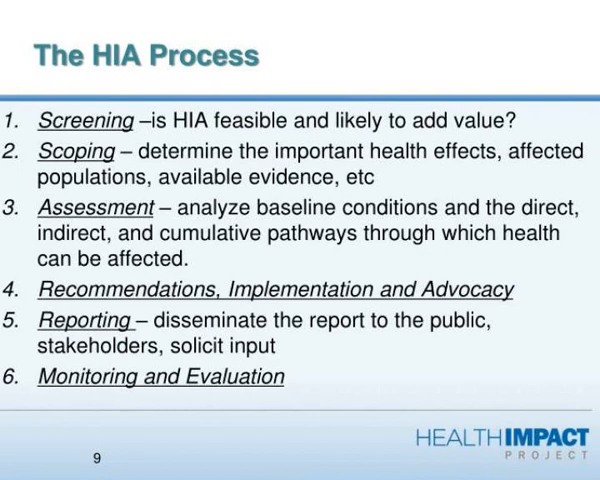 The HIA Process
1. Screening –is HIA feasible and likely to add value?
2. Scoping – determine the important health effects, affected
populations, available evidence, etc
3. Assessment – analyze baseline conditions and the direct,
indirect, and cumulative pathways through which health
can be affected.
4. Recommendations, Implementation and Advocacy
5. Reporting – disseminate the report to the public,
stakeholders, solicit input
6. Monitoring and Evaluation
HEALTH IMPACT
PROJECT
9